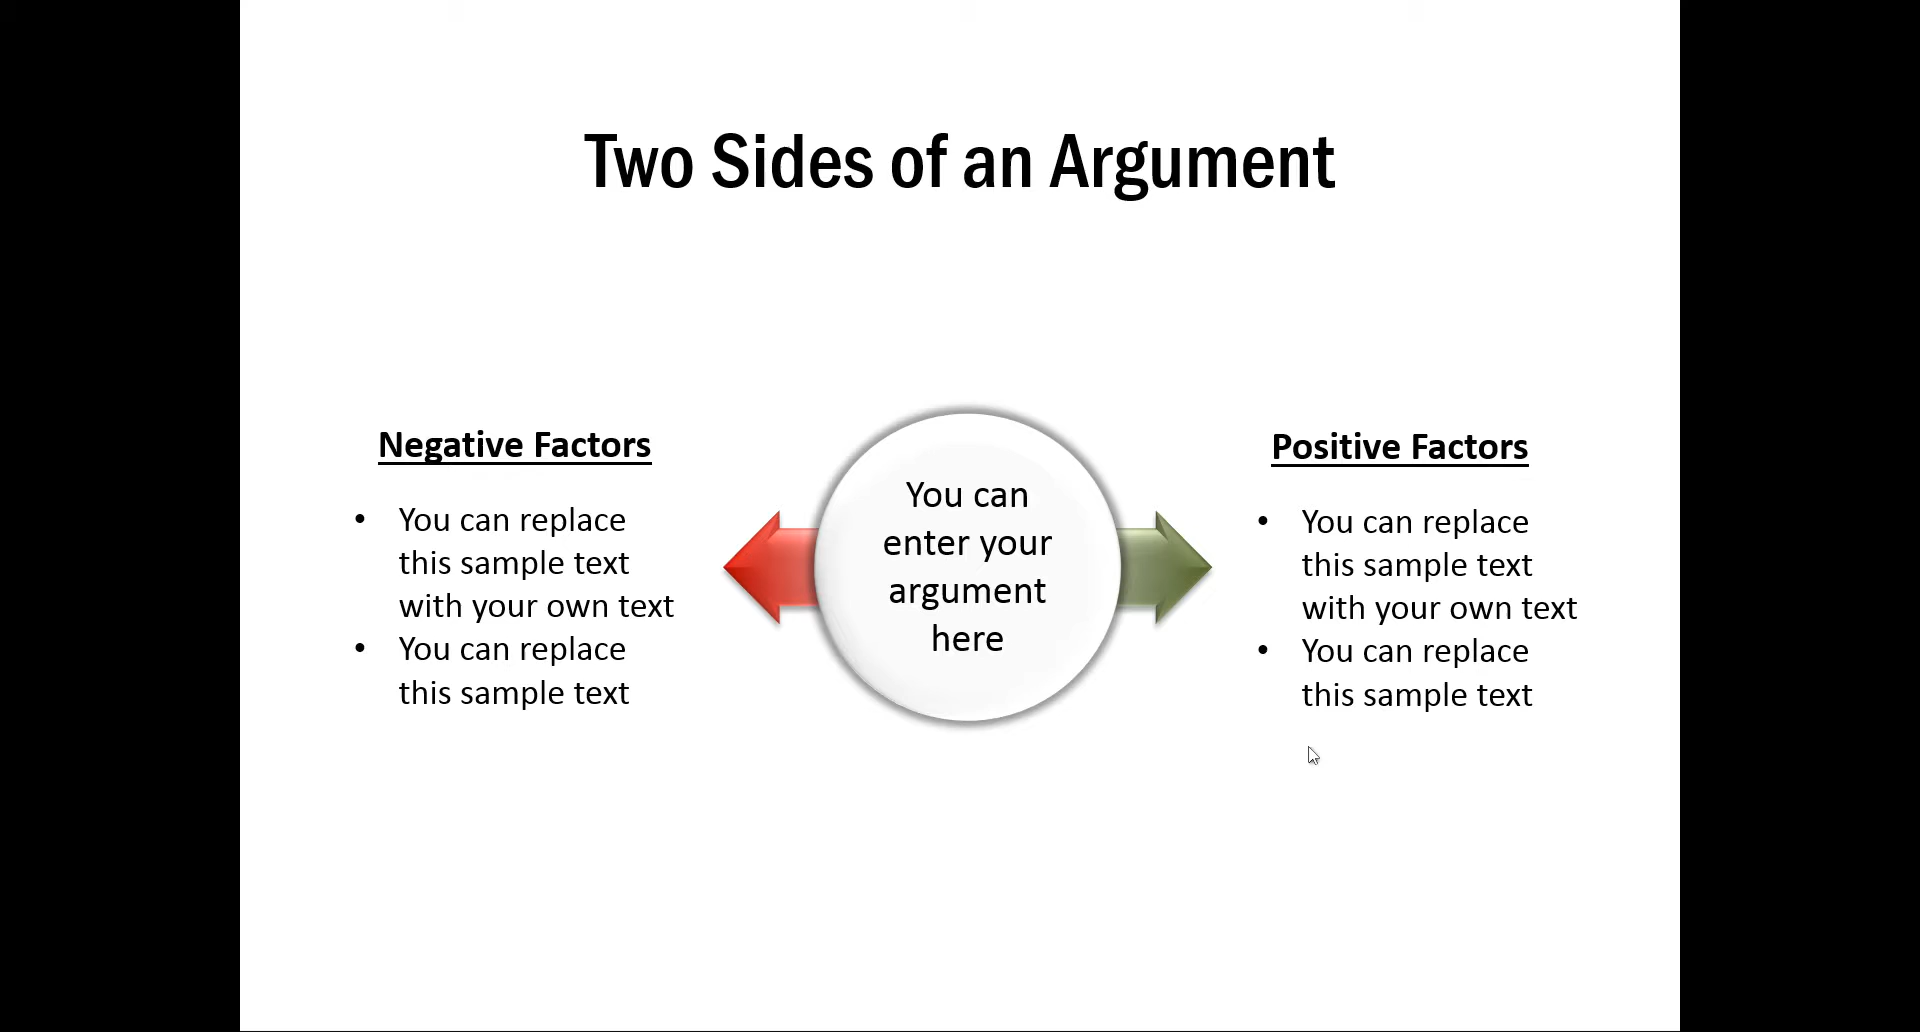 Two Sides of an Argument
Negative Factors
• You can replace
this sample text
with your own text
• You can replace
this sample text
You can
enter your
argument
here
Positive Factors
• You can replace
this sample text
with your own text
• You can replace
this sample text